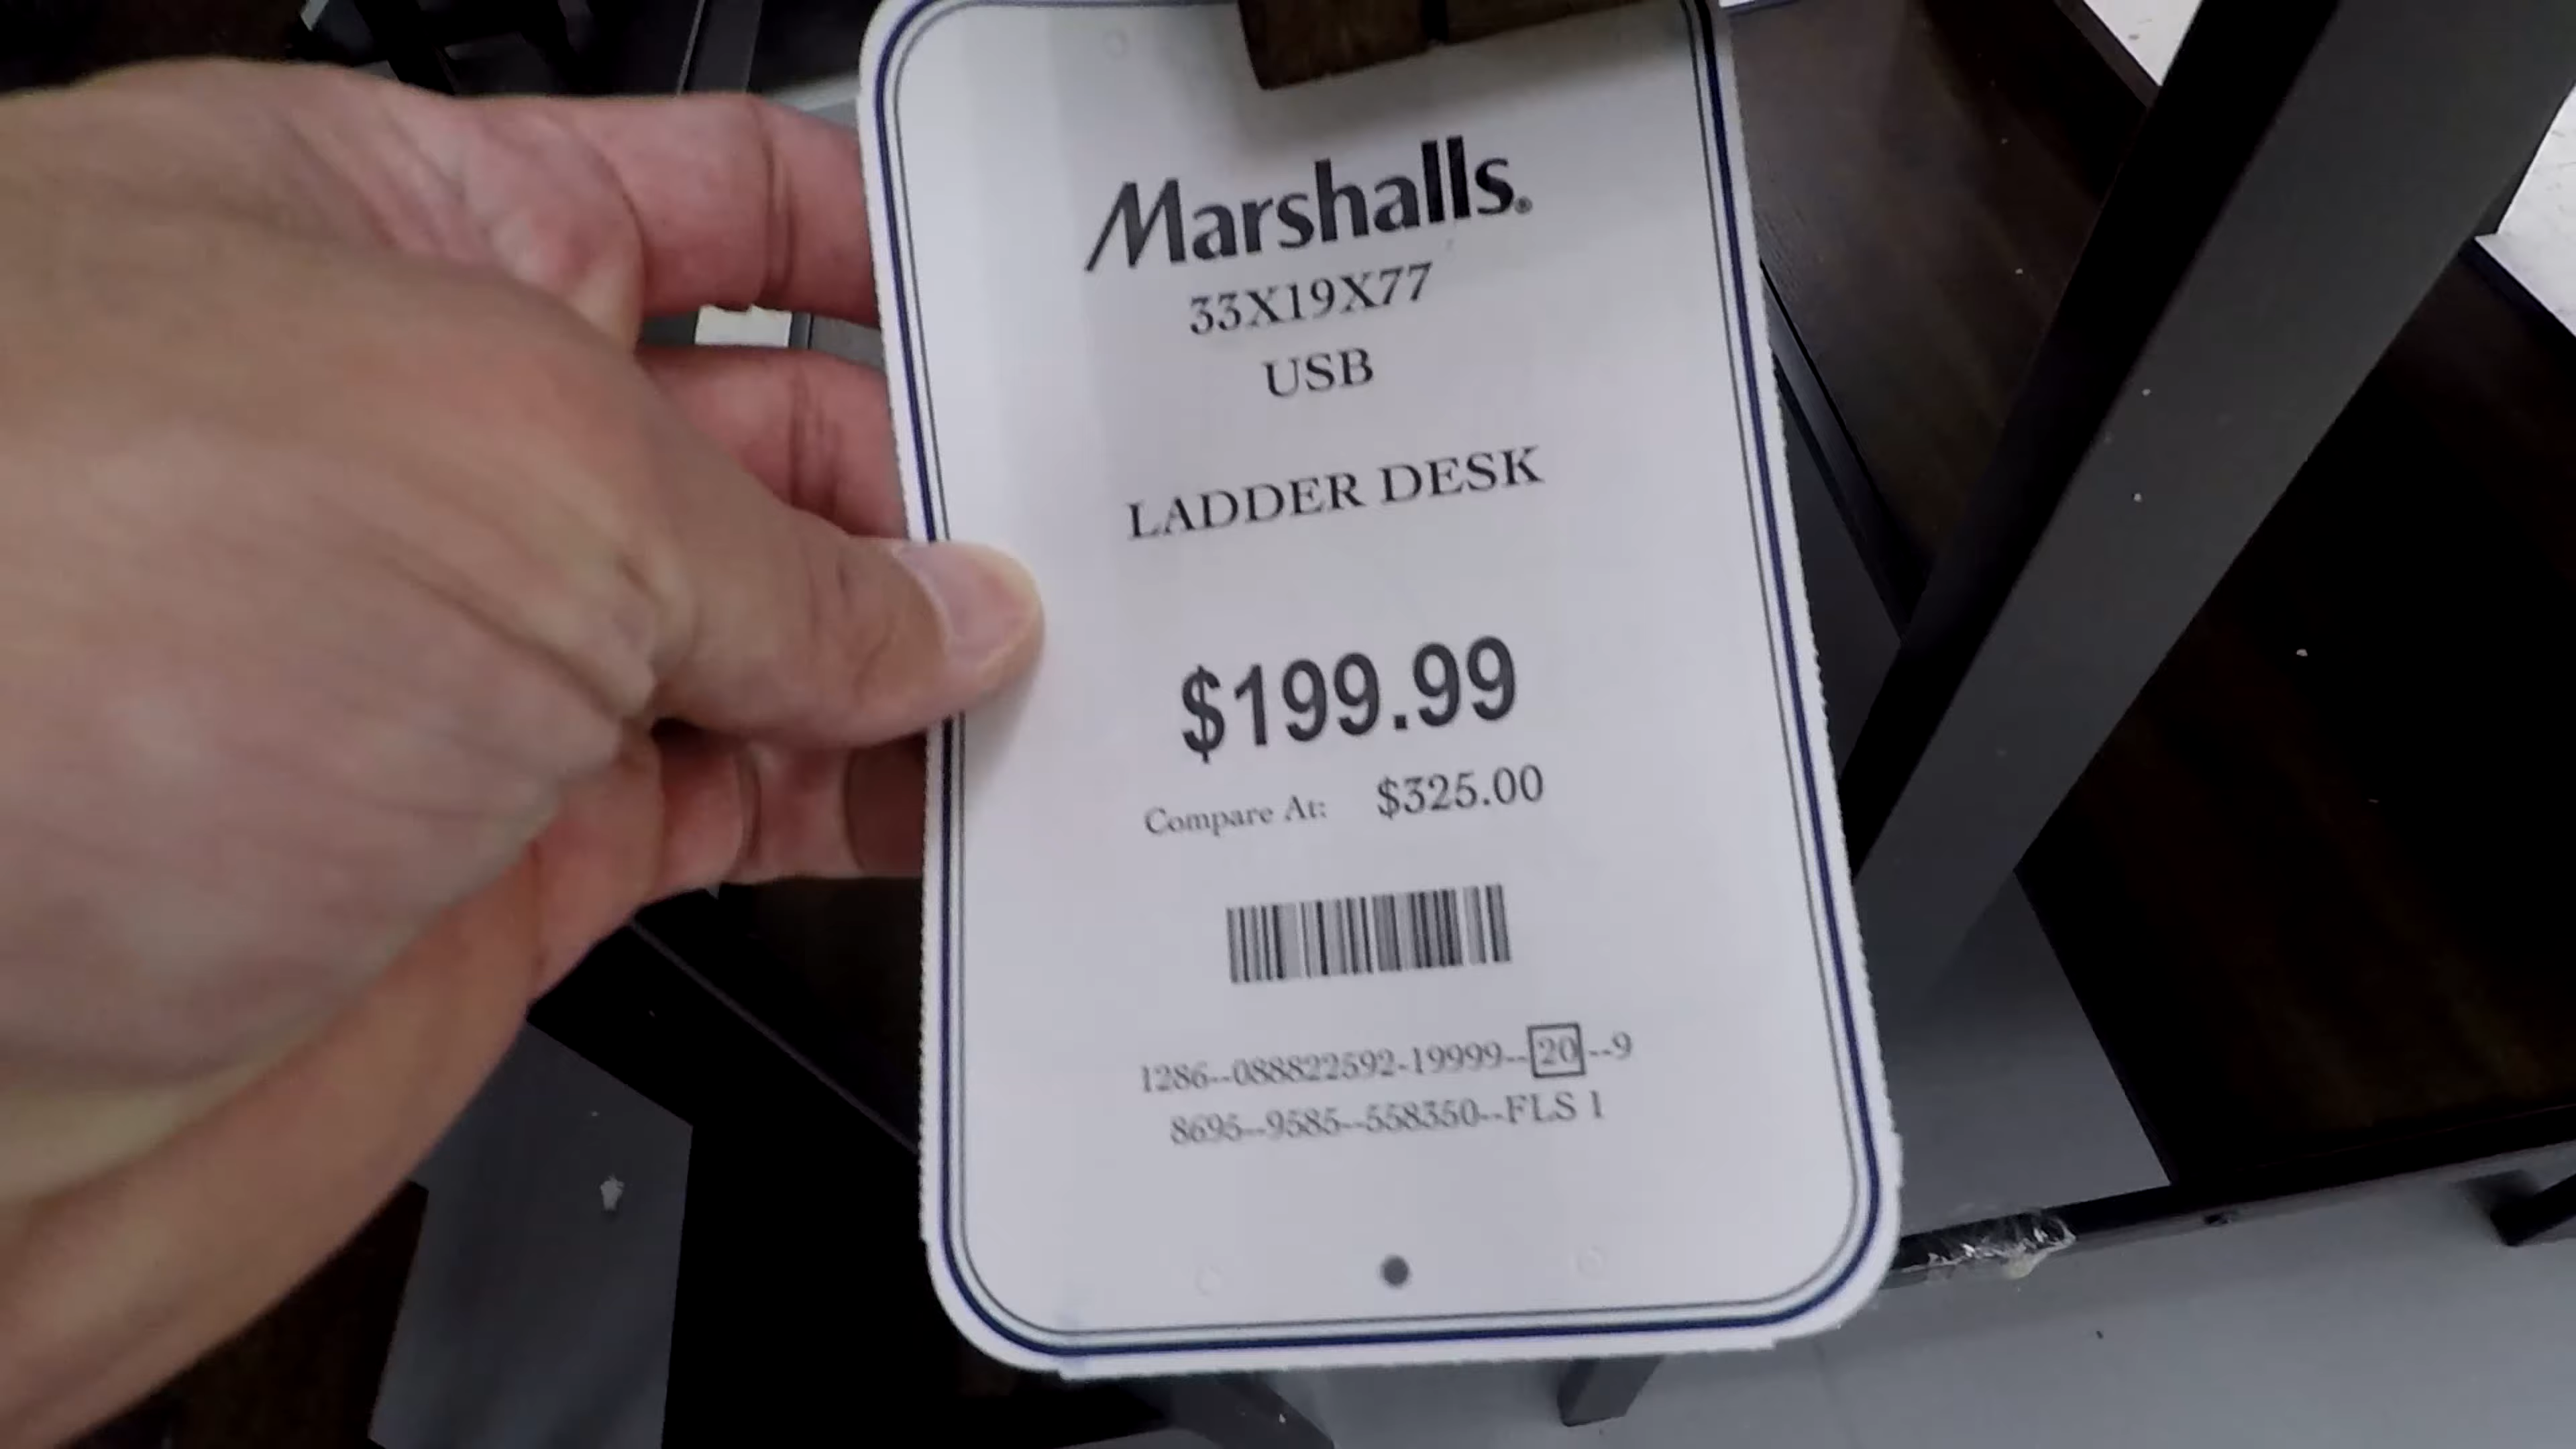 Marshalls®
33X19X77
USB
LADDER DESK
$199.99
Compare At: $325.00
1286--088822592-19999--20--9
8695--9585--558350--FLS 1